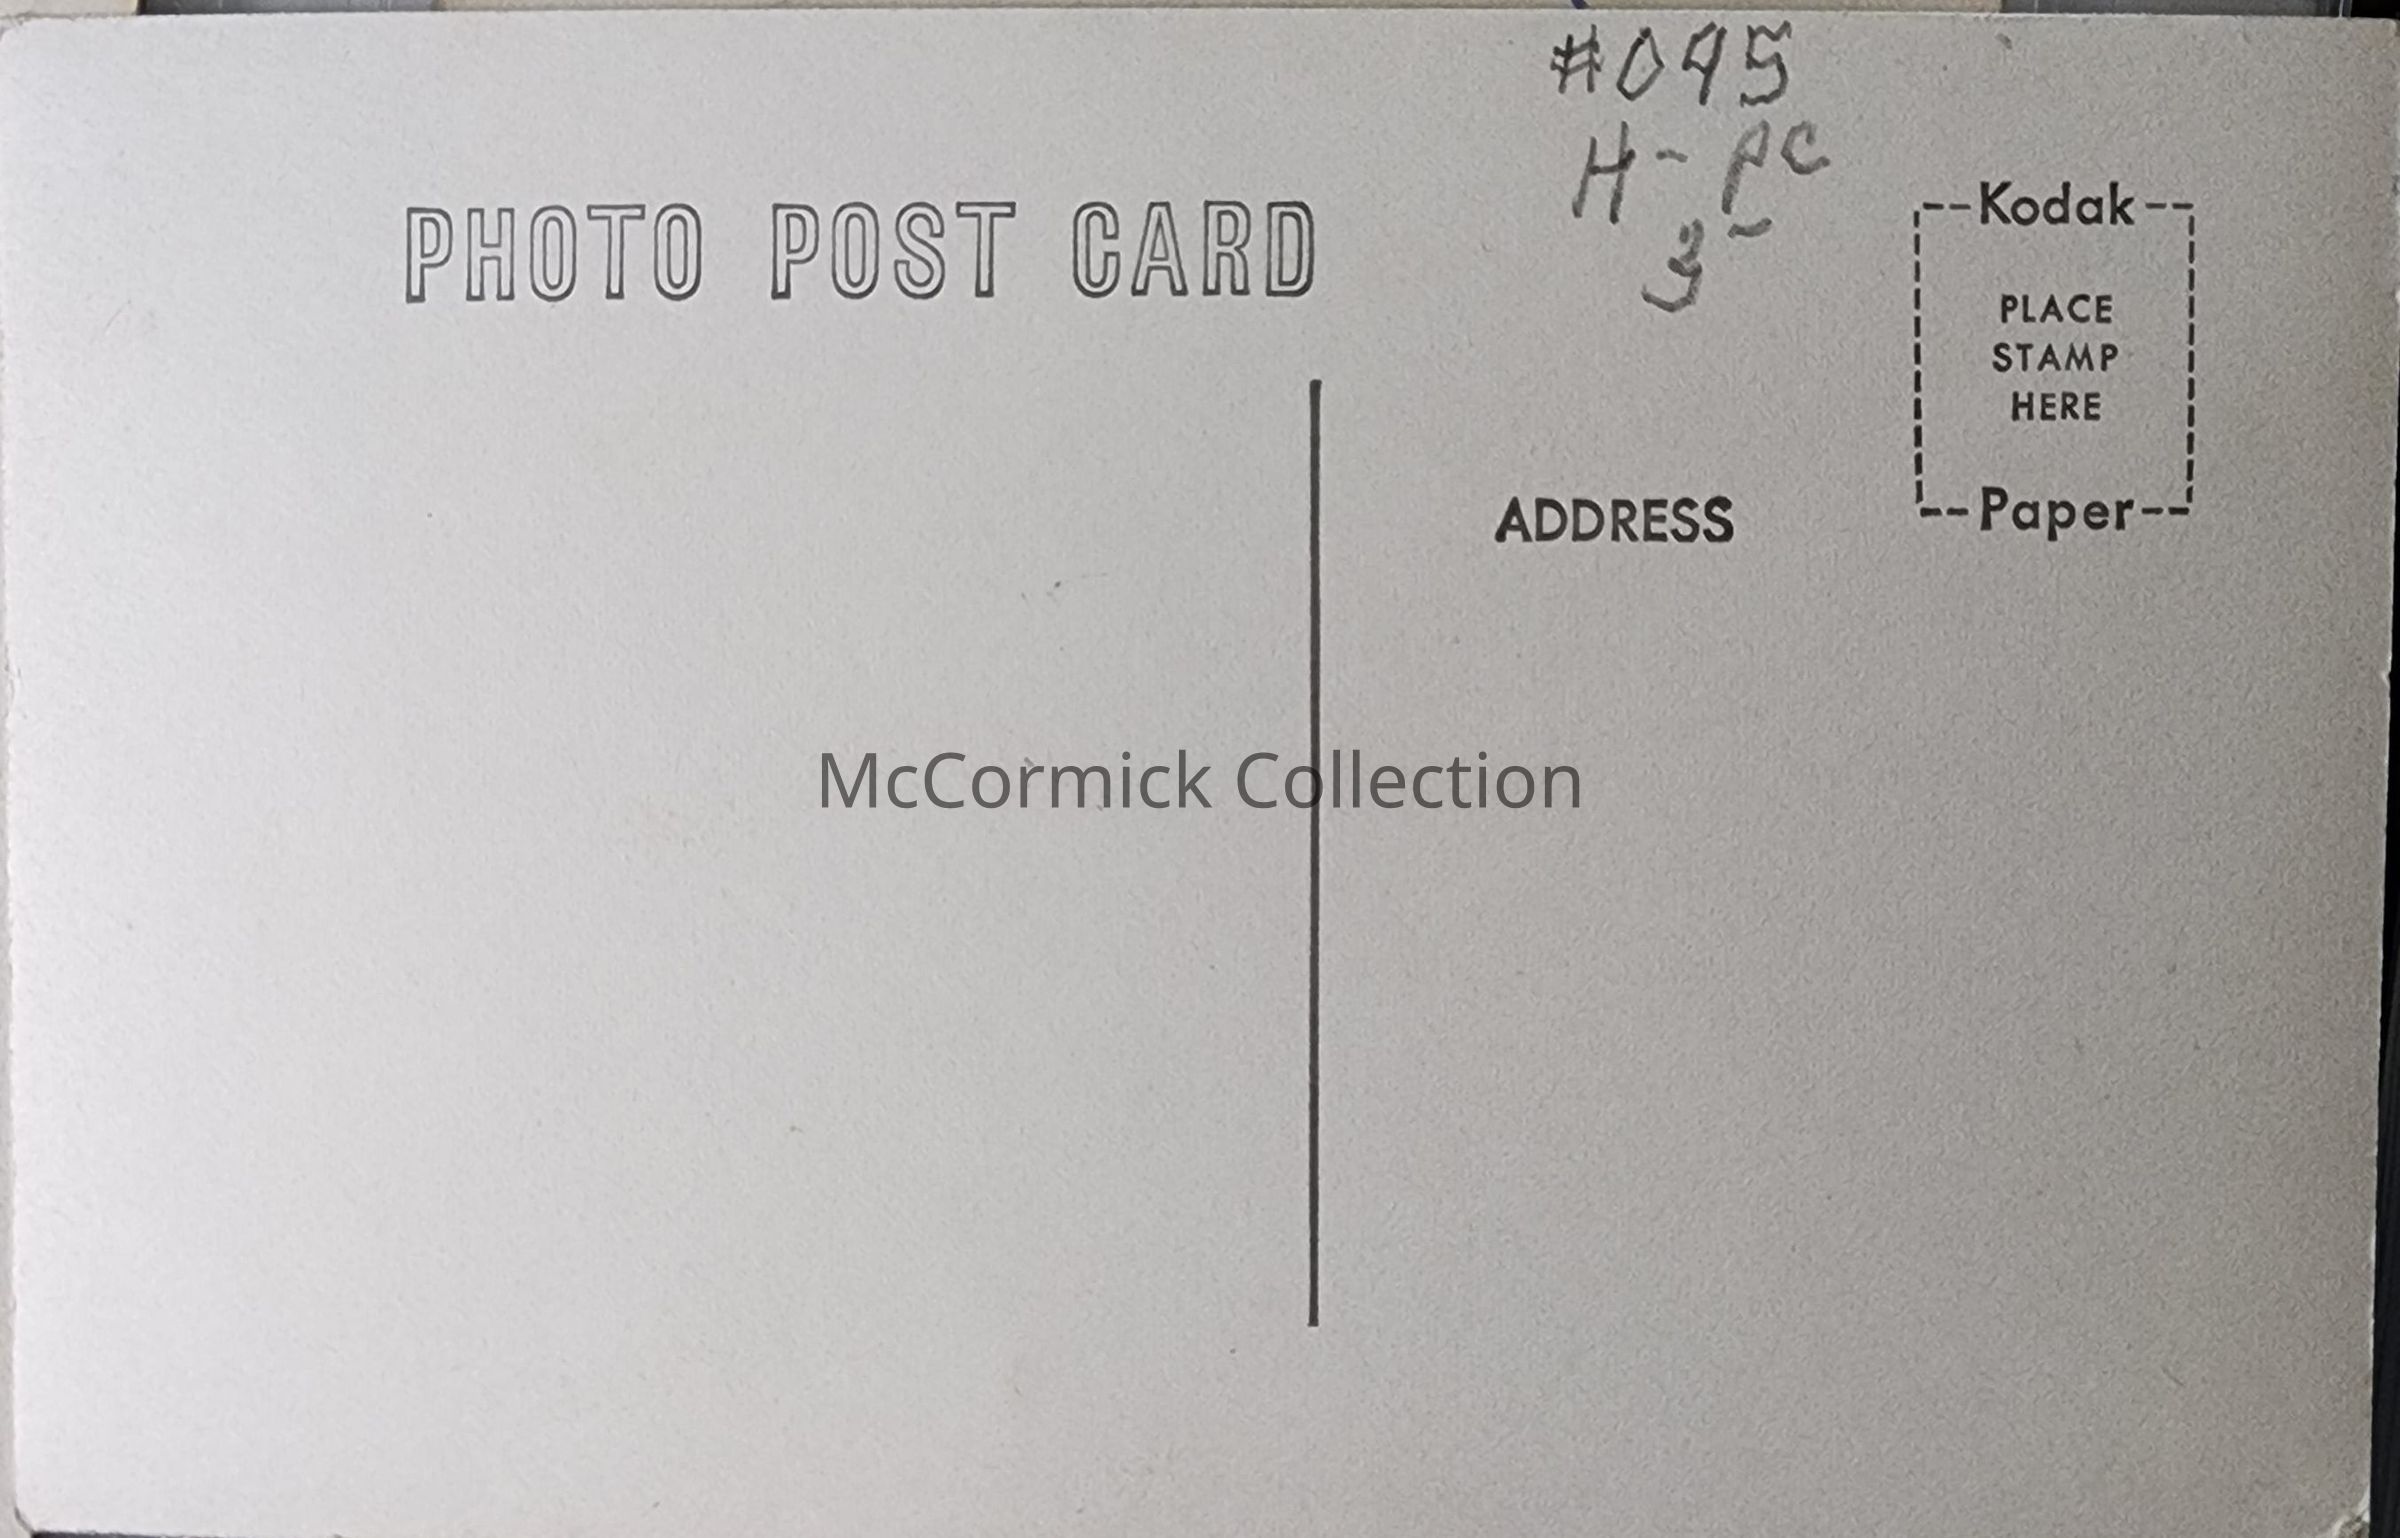 #095
H-PC
3-
PHOTO POST CARD
--Kodak--
PLACE
STAMP
HERE
--Paper--
ADDRESS
McCormick Collection